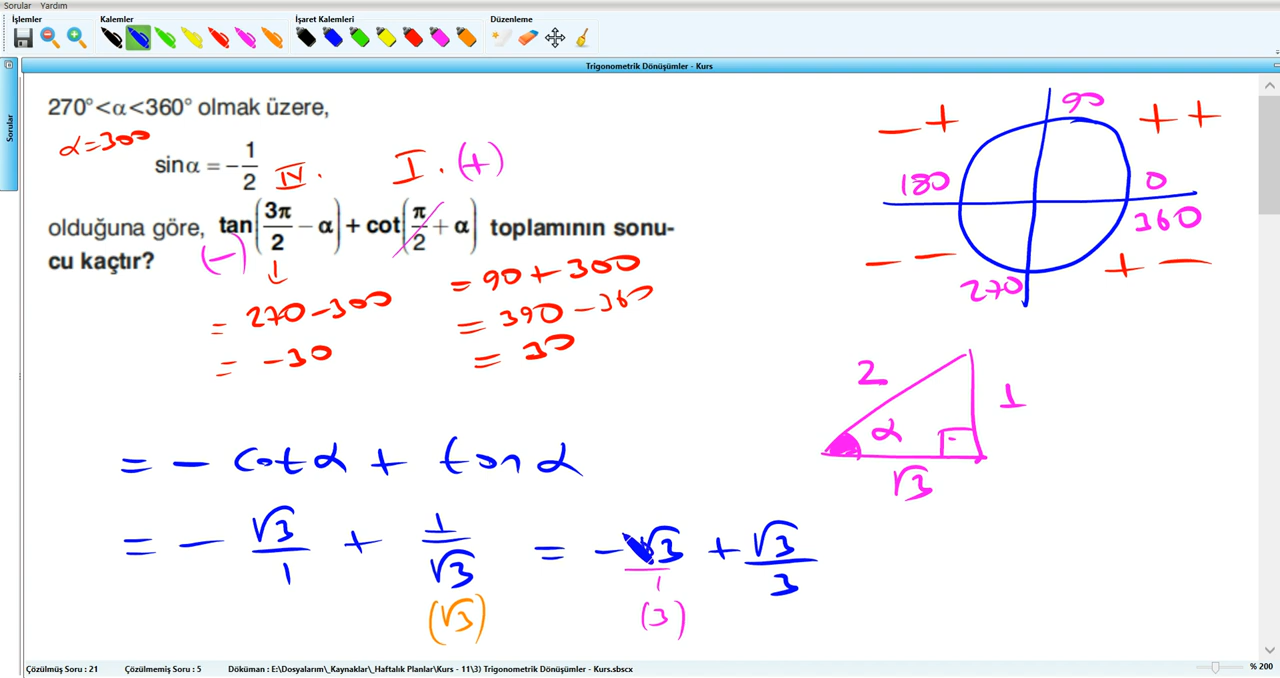 Sorular Yardım
İşlemler Kalemler İşaret Kalemleri Düzenleme
Trigonometrik Dönüşümler - Kurs
Sorular
270°<α<360° olmak üzere,
α=300
sinα = -1/2
IV. I. (+)
olduğuna göre, tan(3π/2 - α) + cot(π/2 + α) toplamının sonu-
cu kaçtır?
(-)
= 270-300
= -30
= 90+300
= 390-360
= 30
= - cotα + tanα
= - √3/1 + 1/√3 = - √3/1 + √3/3
(√3) (3)
90
- + + +
180 0
360
- - + -
270
2
1
α
√3
Çözülmüş Soru : 21 Çözülmemiş Soru : 5 Döküman : E:\Dosyalarım\_Kaynaklar\_Haftalık Planlar\Kurs - 11\3) Trigonometrik Dönüşümler - Kurs.sbscx % 200